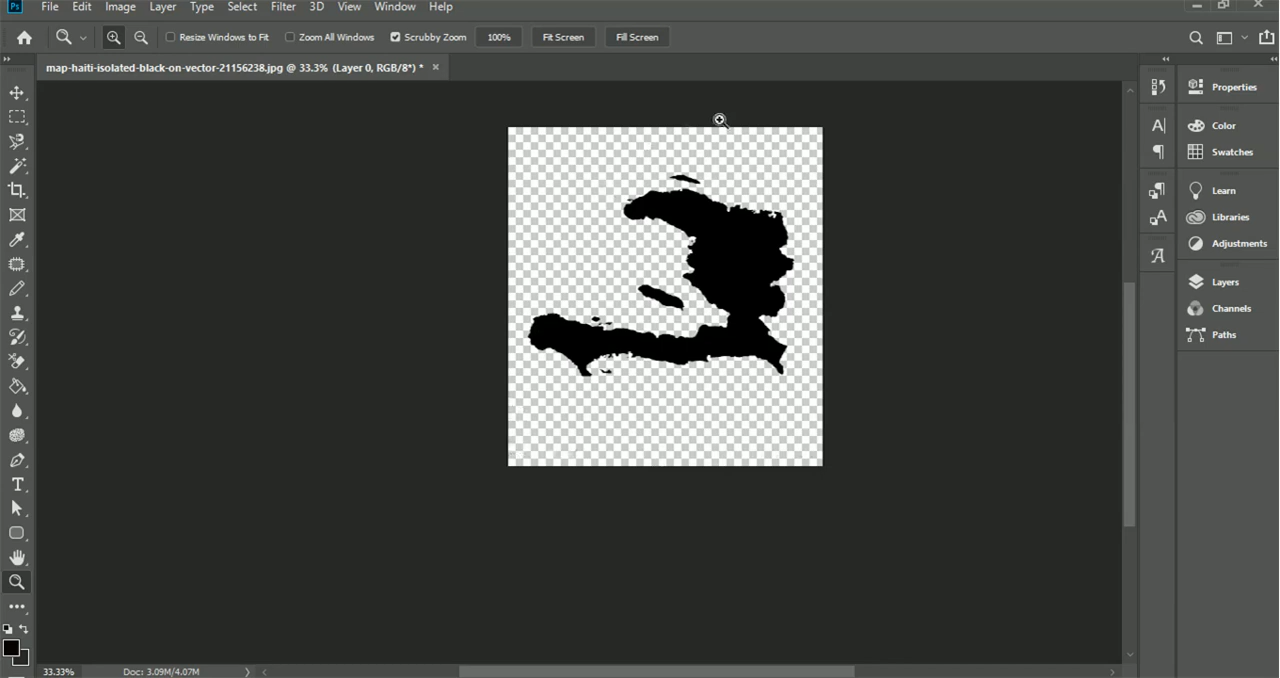 Ps File Edit Image Layer Type Select Filter 3D View Window Help
Resize Windows to Fit Zoom All Windows Scrubby Zoom 100% Fit Screen Fill Screen
map-haiti-isolated-black-on-vector-21156238.jpg @ 33.3% (Layer 0, RGB/8*) *
Properties
Color
Swatches
Learn
Libraries
Adjustments
Layers
Channels
Paths
33.33% Doc: 3.09M/4.07M